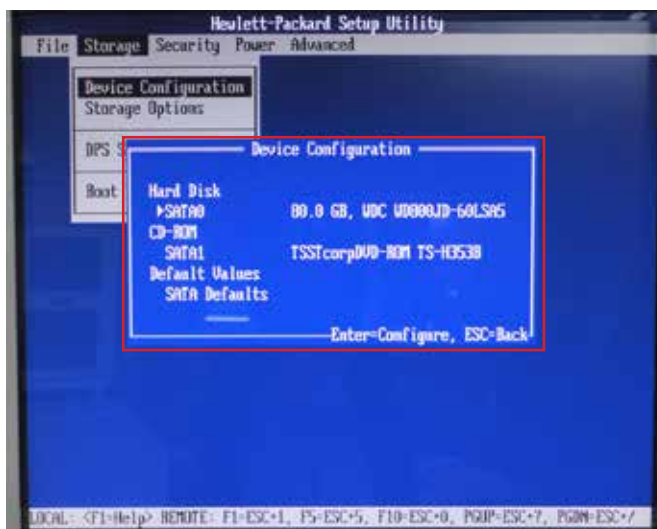 Hewlett-Packard Setup Utility
File Storage Security Power Advanced
Device Configuration
Storage Options
DPS S
Boot
Device Configuration
Hard Disk
▶SATA0 80.0 GB, WDC WD800JD-60LSA5
CD-ROM
SATA1 TSSTcorpDVD-ROM TS-H353B
Default Values
SATA Defaults
Enter=Configure, ESC=Back
LOCAL: <F1=Help> REMOTE: F1=ESC+1, F5=ESC+5, F10=ESC+0, PGUP=ESC+?, PGDN=ESC+/